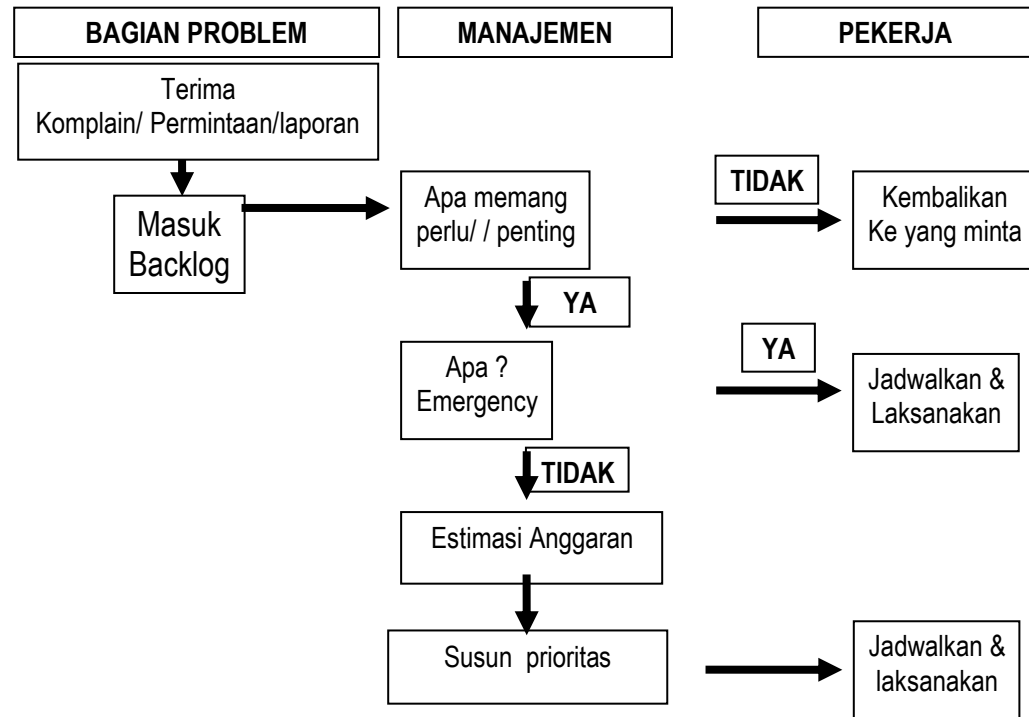 BAGIAN PROBLEM
MANAJEMEN
PEKERJA
Terima
Komplain/ Permintaan/laporan
Masuk
Backlog
Apa memang
perlu/ / penting
TIDAK
Kembalikan
Ke yang minta
YA
Apa ?
Emergency
YA
Jadwalkan &
Laksanakan
TIDAK
Estimasi Anggaran
Susun prioritas
Jadwalkan &
laksanakan